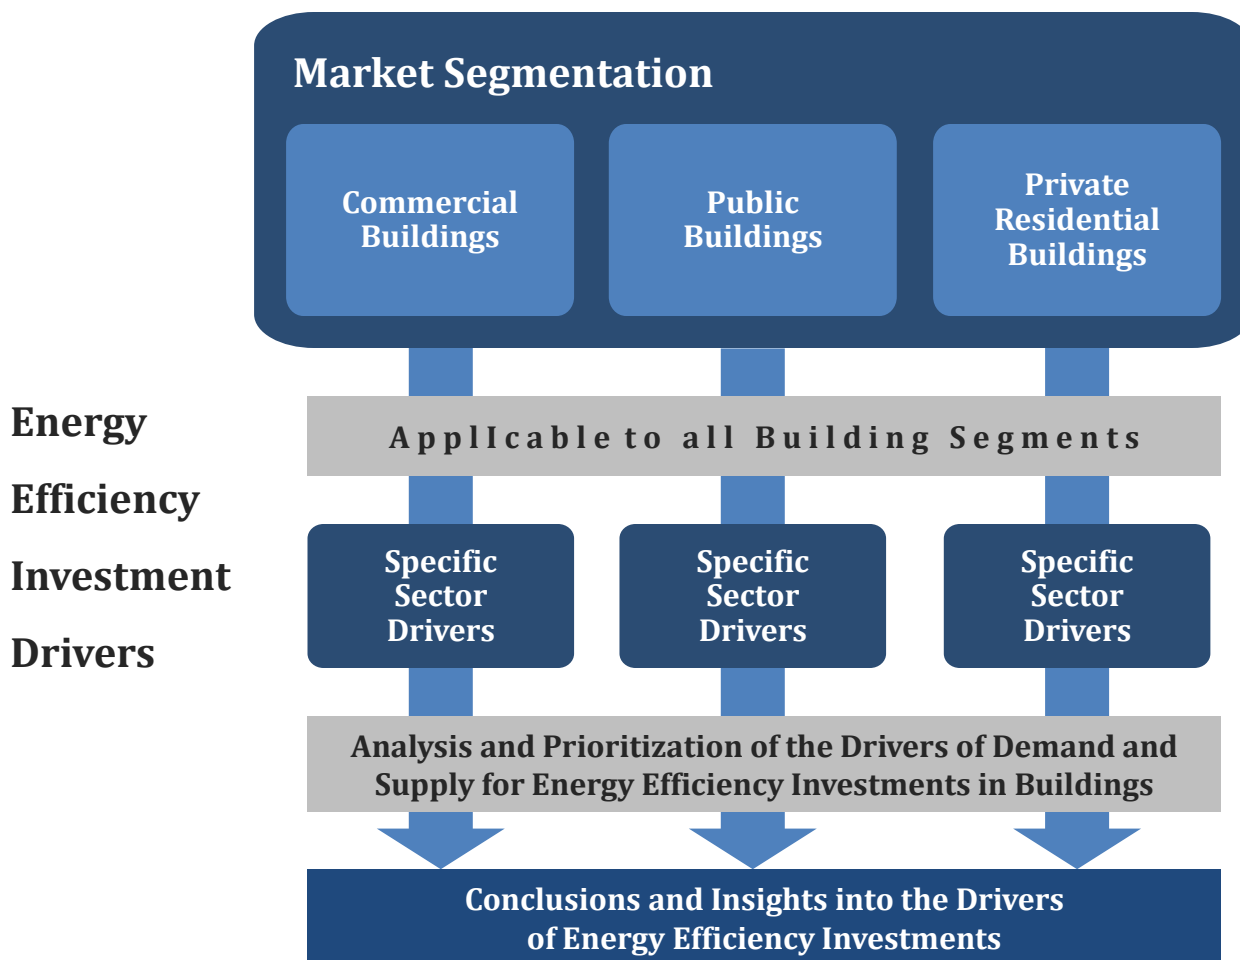 Market Segmentation
Commercial
Buildings
Public
Buildings
Private
Residential
Buildings
Energy
Efficiency
Investment
Drivers
ApplIcable to all Building Segments
Specific
Sector
Drivers
Specific
Sector
Drivers
Specific
Sector
Drivers
Analysis and Prioritization of the Drivers of Demand and
Supply for Energy Efficiency Investments in Buildings
Conclusions and Insights into the Drivers
of Energy Efficiency Investments